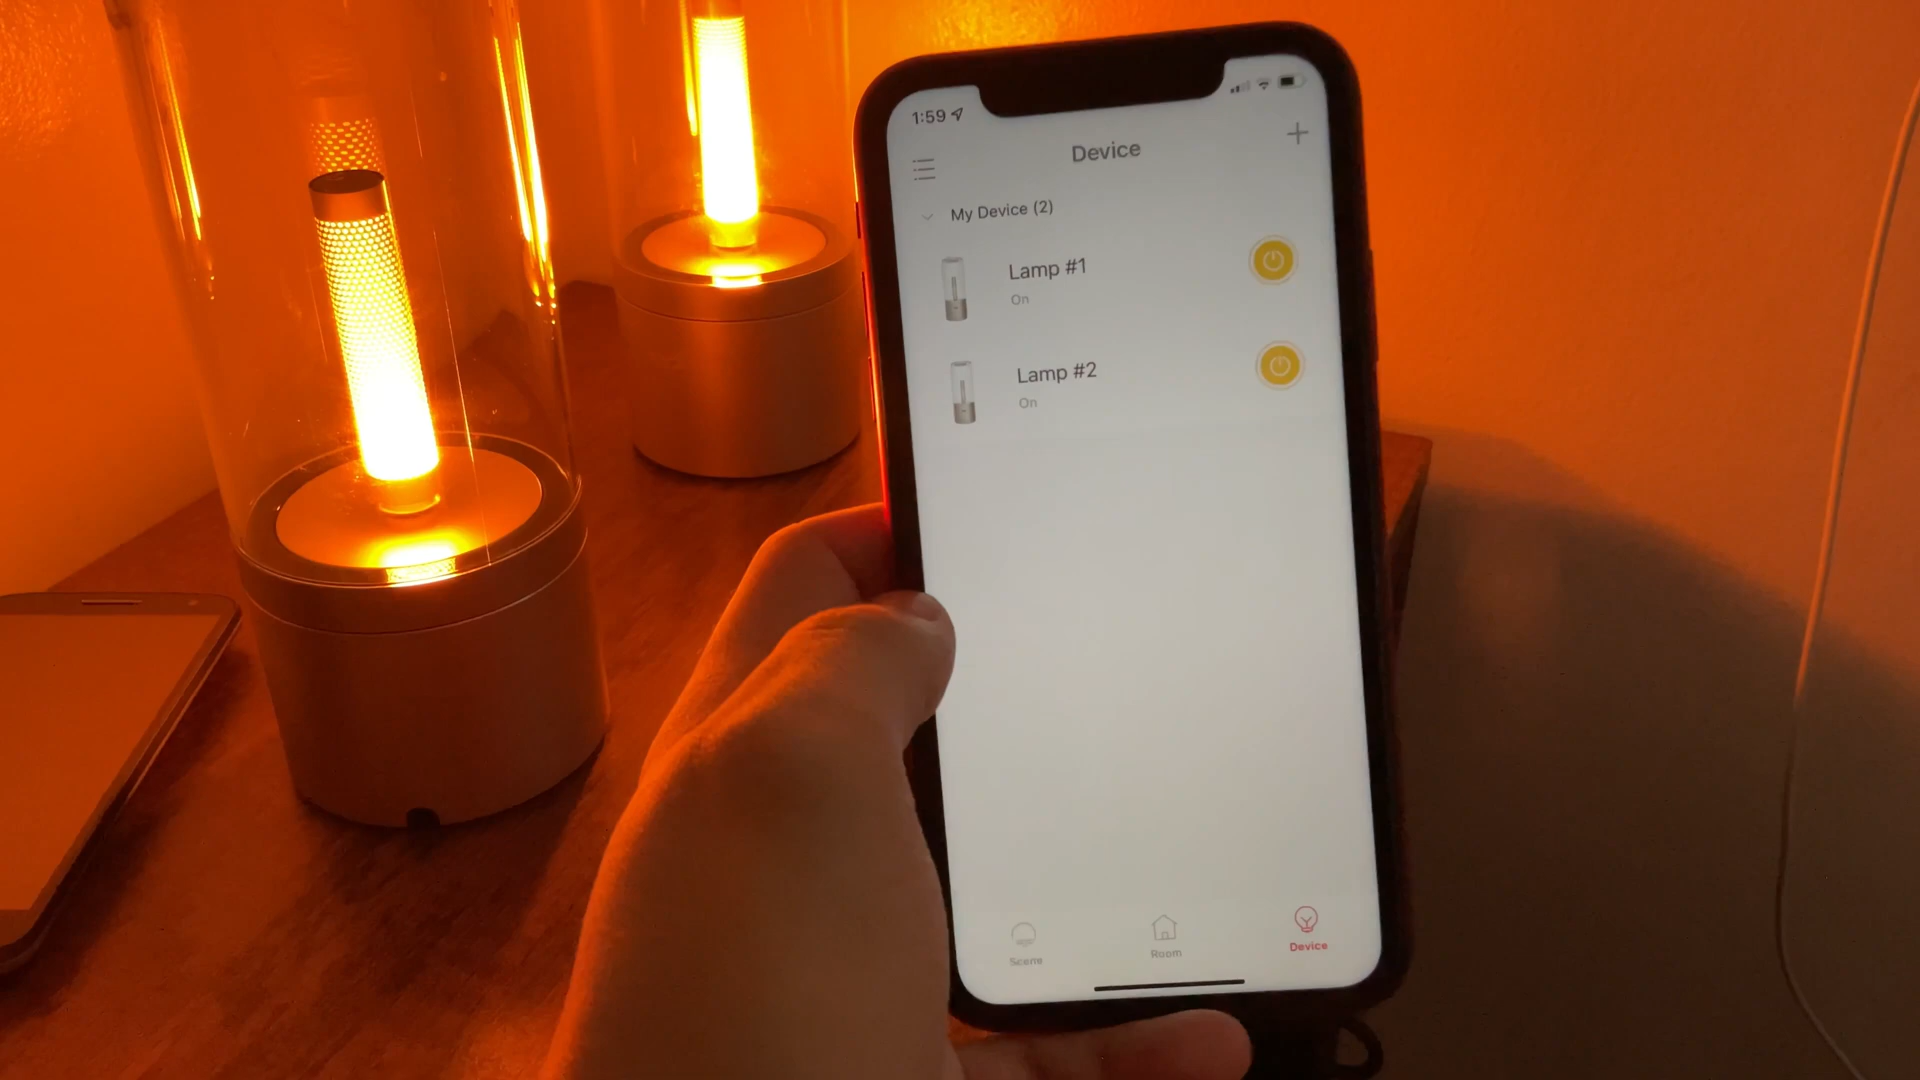 1:59
Device
My Device (2)
Lamp #1
On
Lamp #2
On
Scene
Room
Device